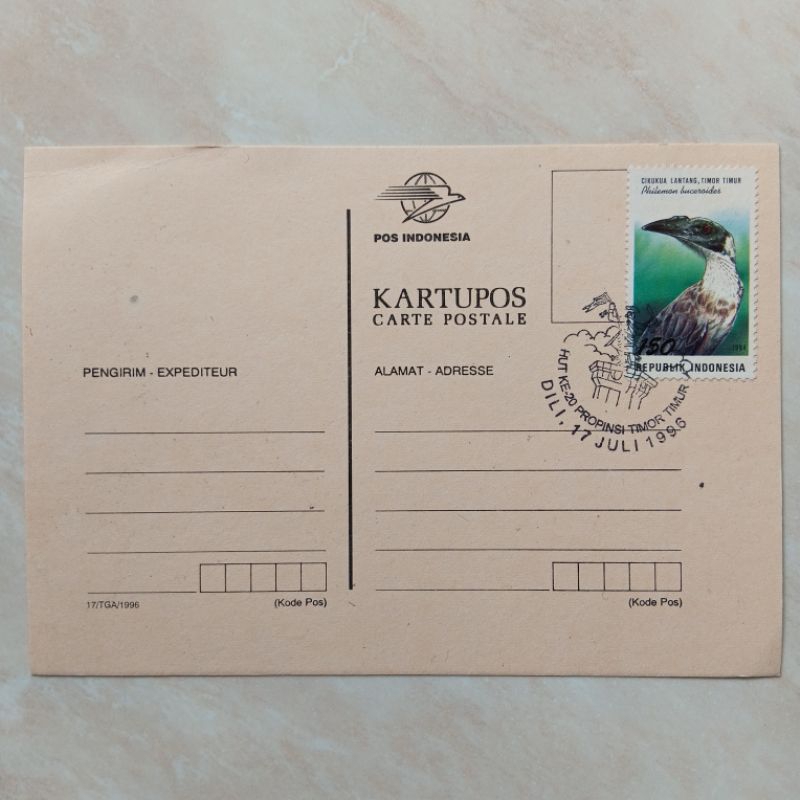 POS INDONESIA
KARTUPOS
CARTE POSTALE
CIKUKUA LANTANG, TIMOR TIMUR
Philemon buceroides
150
1994
REPUBLIK INDONESIA
HUT KE-20 PROPINSI TIMOR TIMUR
DILI, 17 JULI 1996
PENGIRIM - EXPEDITEUR
ALAMAT - ADRESSE
17/TGA/1996
(Kode Pos)
(Kode Pos)